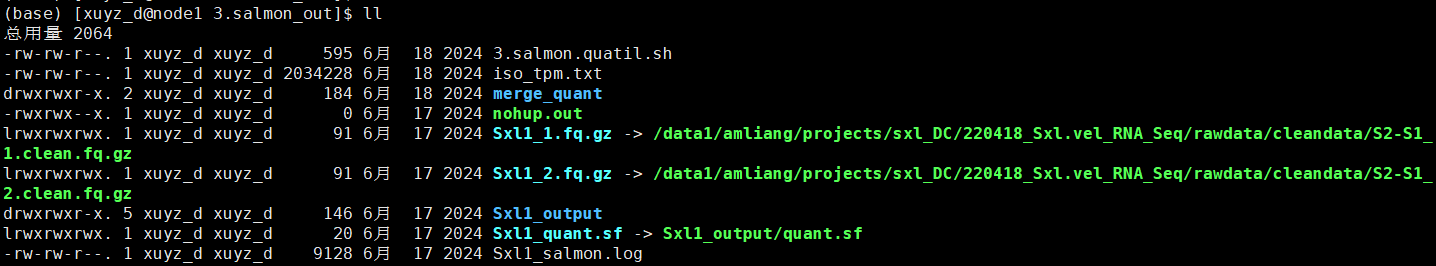 (base) [xuyz_d@node1 3.salmon_out]$ ll
总用量 2064
-rw-rw-r--. 1 xuyz_d xuyz_d     595 6月  18 2024 3.salmon.quatil.sh
-rw-rw-r--. 1 xuyz_d xuyz_d 2034228 6月  18 2024 iso_tpm.txt
drwxrwxr-x. 2 xuyz_d xuyz_d     184 6月  18 2024 merge_quant
-rwxrwx--x. 1 xuyz_d xuyz_d       0 6月  17 2024 nohup.out
lrwxrwxrwx. 1 xuyz_d xuyz_d      91 6月  17 2024 Sxl1_1.fq.gz -> /data1/amliang/projects/sxl_DC/220418_Sxl.vel_RNA_Seq/rawdata/cleandata/S2-S1_
1.clean.fq.gz
lrwxrwxrwx. 1 xuyz_d xuyz_d      91 6月  17 2024 Sxl1_2.fq.gz -> /data1/amliang/projects/sxl_DC/220418_Sxl.vel_RNA_Seq/rawdata/cleandata/S2-S1_
2.clean.fq.gz
drwxrwxr-x. 5 xuyz_d xuyz_d     146 6月  17 2024 Sxl1_output
lrwxrwxrwx. 1 xuyz_d xuyz_d      20 6月  17 2024 Sxl1_quant.sf -> Sxl1_output/quant.sf
-rw-rw-r--. 1 xuyz_d xuyz_d    9128 6月  17 2024 Sxl1_salmon.log